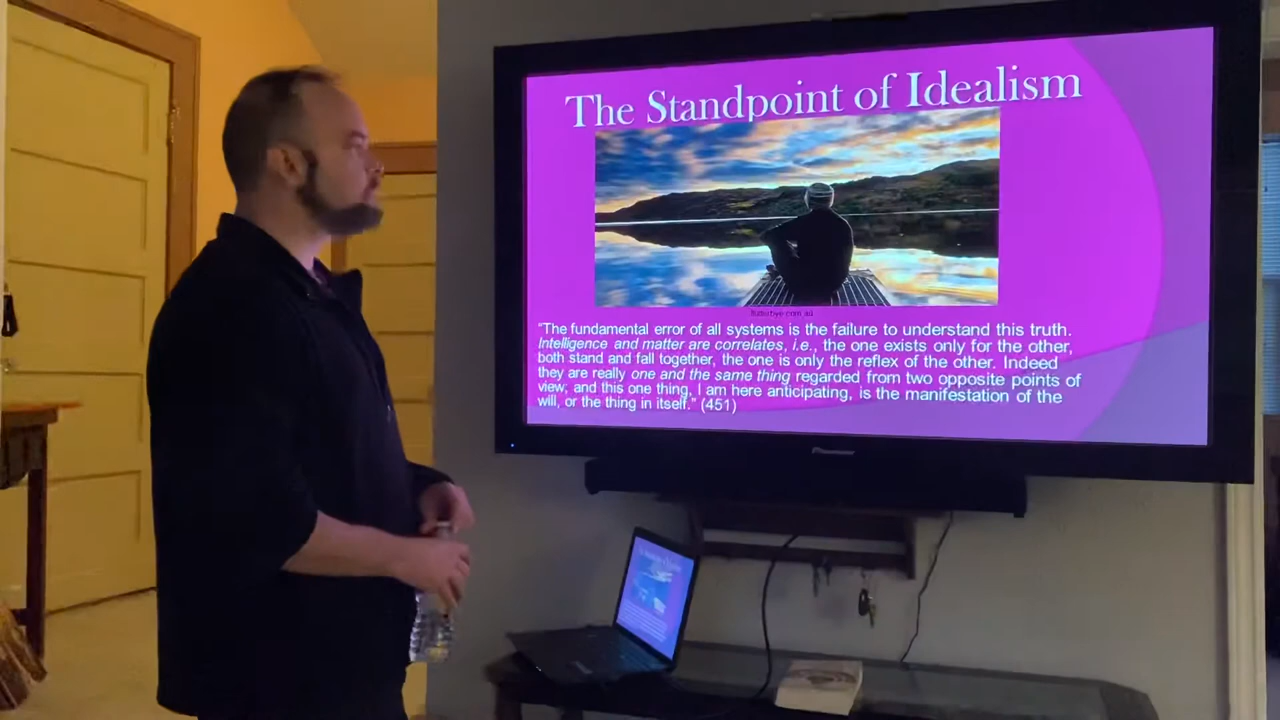 The Standpoint of Idealism
"The fundamental error of all systems is the failure to understand this truth.
Intelligence and matter are correlates, i.e., the one exists only for the other,
both stand and fall together, the one is only the reflex of the other. Indeed
they are really one and the same thing regarded from two opposite points of
view; and this one thing, I am here anticipating, is the manifestation of the
will, or the thing in itself." (451)
Pioneer